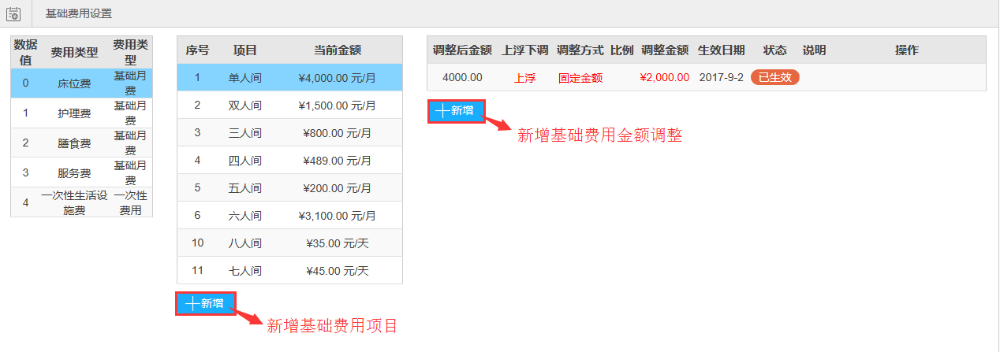 基础费用设置
数据值 费用类型 费用类型
0 床位费 基础月费
1 护理费 基础月费
2 膳食费 基础月费
3 服务费 基础月费
4 一次性生活设施费 一次性费用
序号 项目 当前金额
1 单人间 ¥4,000.00 元/月
2 双人间 ¥1,500.00 元/月
3 三人间 ¥800.00 元/月
4 四人间 ¥489.00 元/月
5 五人间 ¥200.00 元/月
6 六人间 ¥3,100.00 元/月
10 八人间 ¥35.00 元/天
11 七人间 ¥45.00 元/天
新增
新增基础费用项目
调整后金额 上浮下调 调整方式 比例 调整金额 生效日期 状态 说明 操作
4000.00 上浮 固定金额 ¥2,000.00 2017-9-2 已生效
新增
新增基础费用金额调整